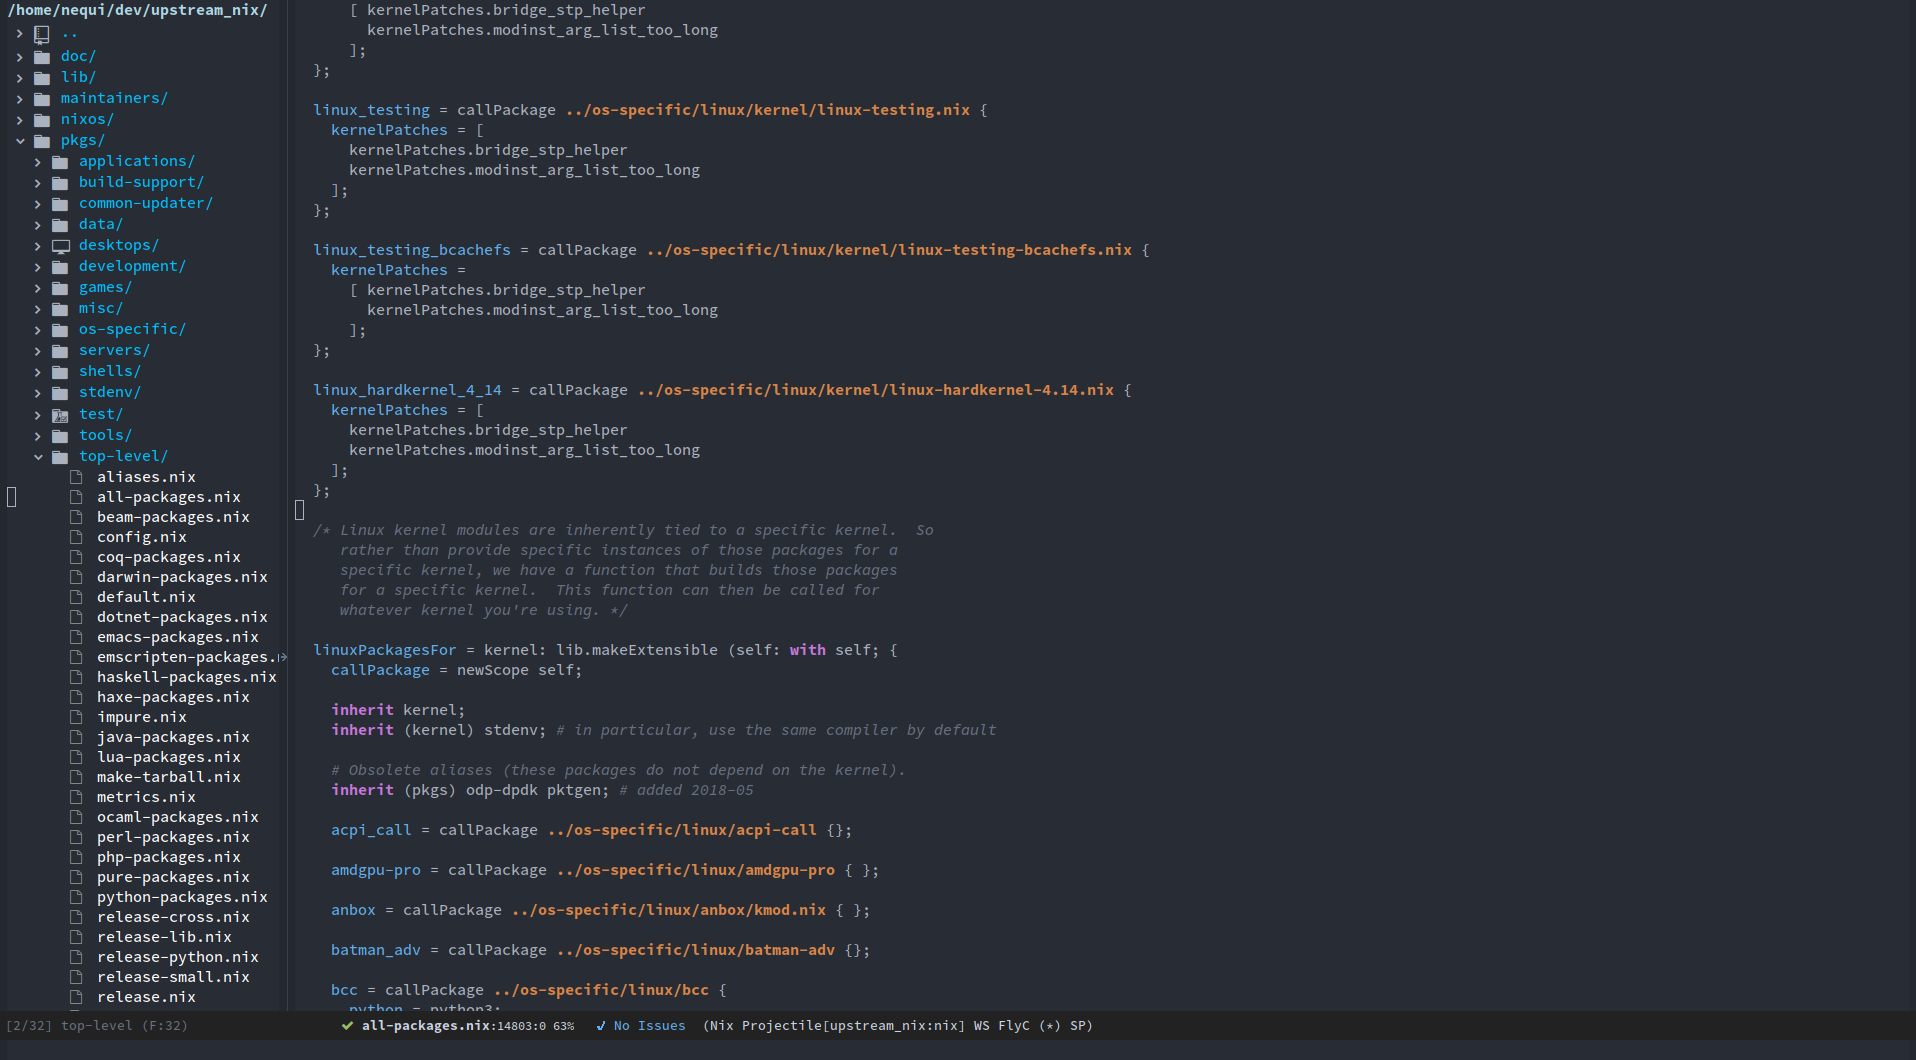 /home/nequi/dev/upstream_nix/
..
doc/
lib/
maintainers/
nixos/
pkgs/
applications/
build-support/
common-updater/
data/
desktops/
development/
games/
misc/
os-specific/
servers/
shells/
stdenv/
test/
tools/
top-level/
aliases.nix
all-packages.nix
beam-packages.nix
config.nix
coq-packages.nix
darwin-packages.nix
default.nix
dotnet-packages.nix
emacs-packages.nix
emscripten-packages.
haskell-packages.nix
haxe-packages.nix
impure.nix
java-packages.nix
lua-packages.nix
make-tarball.nix
metrics.nix
ocaml-packages.nix
perl-packages.nix
php-packages.nix
pure-packages.nix
python-packages.nix
release-cross.nix
release-lib.nix
release-python.nix
release-small.nix
release.nix
[ kernelPatches.bridge_stp_helper
kernelPatches.modinst_arg_list_too_long
];
};
linux_testing = callPackage ../os-specific/linux/kernel/linux-testing.nix {
kernelPatches = [
kernelPatches.bridge_stp_helper
kernelPatches.modinst_arg_list_too_long
];
};
linux_testing_bcachefs = callPackage ../os-specific/linux/kernel/linux-testing-bcachefs.nix {
kernelPatches =
[ kernelPatches.bridge_stp_helper
kernelPatches.modinst_arg_list_too_long
];
};
linux_hardkernel_4_14 = callPackage ../os-specific/linux/kernel/linux-hardkernel-4.14.nix {
kernelPatches = [
kernelPatches.bridge_stp_helper
kernelPatches.modinst_arg_list_too_long
];
};
/* Linux kernel modules are inherently tied to a specific kernel.  So
rather than provide specific instances of those packages for a
specific kernel, we have a function that builds those packages
for a specific kernel.  This function can then be called for
whatever kernel you're using. */
linuxPackagesFor = kernel: lib.makeExtensible (self: with self; {
callPackage = newScope self;
inherit kernel;
inherit (kernel) stdenv; # in particular, use the same compiler by default
# Obsolete aliases (these packages do not depend on the kernel).
inherit (pkgs) odp-dpdk pktgen; # added 2018-05
acpi_call = callPackage ../os-specific/linux/acpi-call {};
amdgpu-pro = callPackage ../os-specific/linux/amdgpu-pro { };
anbox = callPackage ../os-specific/linux/anbox/kmod.nix { };
batman_adv = callPackage ../os-specific/linux/batman-adv {};
bcc = callPackage ../os-specific/linux/bcc {
python = python3;
[2/32] top-level (F:32)
all-packages.nix:14803:0 63% ✓ No Issues (Nix Projectile[upstream_nix:nix] WS FlyC (*) SP)